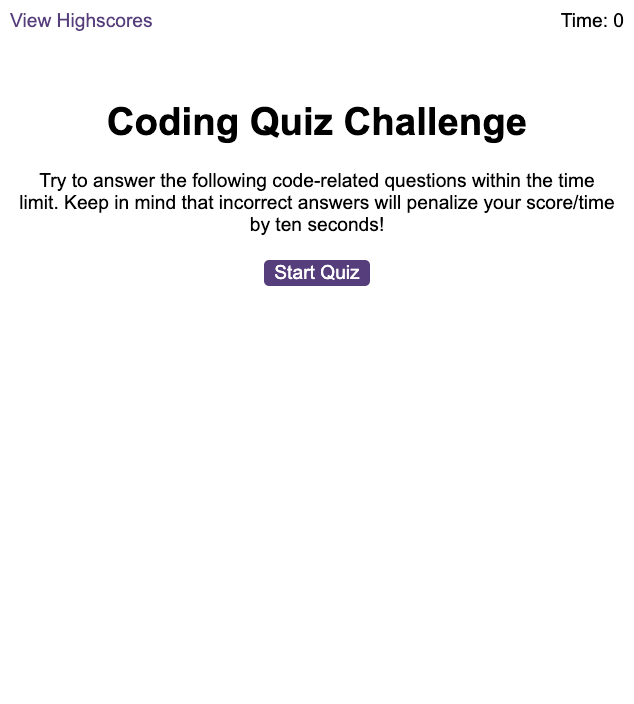 View Highscores
Time: 0
Coding Quiz Challenge
Try to answer the following code-related questions within the time
limit. Keep in mind that incorrect answers will penalize your score/time
by ten seconds!
Start Quiz